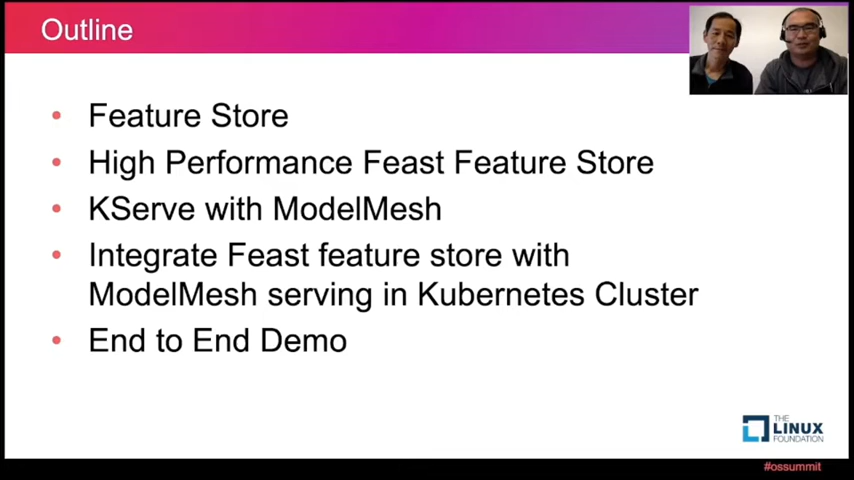 Outline
• Feature Store
• High Performance Feast Feature Store
• KServe with ModelMesh
• Integrate Feast feature store with
ModelMesh serving in Kubernetes Cluster
• End to End Demo
THE
LINUX
FOUNDATION
#ossummit